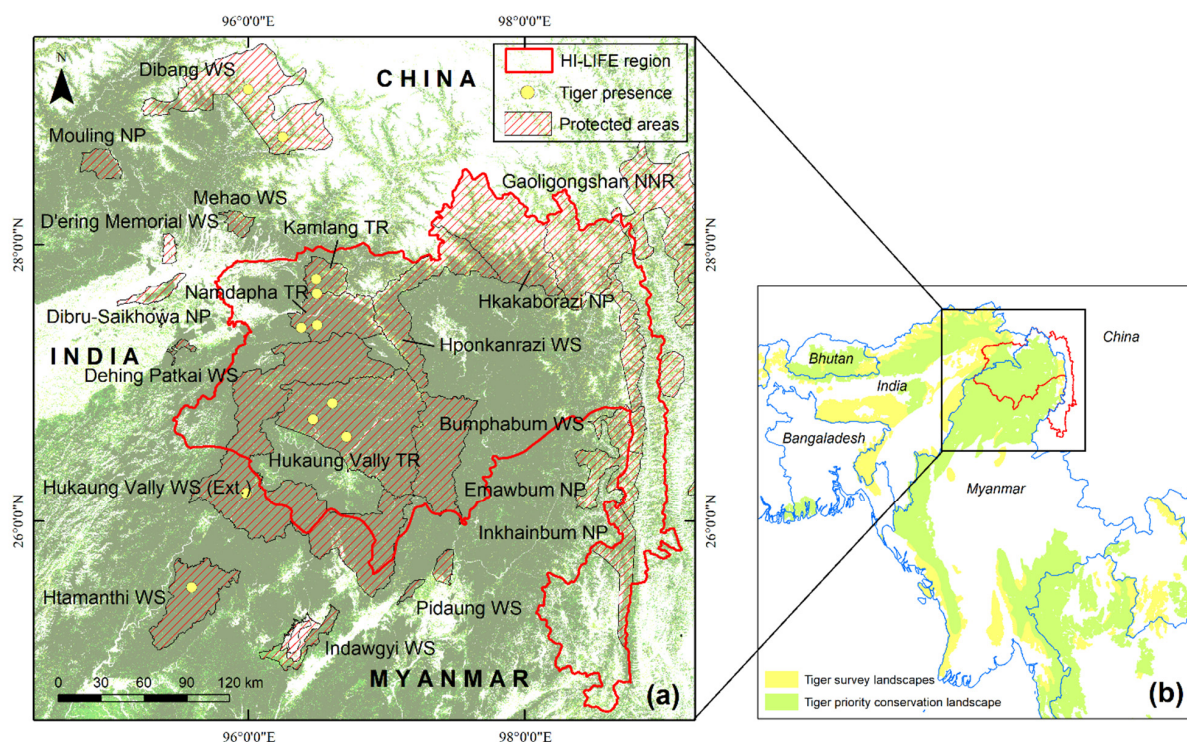 96°0'0"E
98°0'0"E
N
Dibang WS
CHINA
HI-LIFE region
Tiger presence
Protected areas
Mouling NP
Gaoligongshan NNR
Mehao WS
D'ering Memorial WS
Kamlang TR
28°0'0"N
28°0'0"N
Namdapha TR
Hkakaborazi NP
Dibru-Saikhowa NP
Hponkanrazi WS
INDIA
Dehing Patkai WS
Bumphabum WS
Hukaung Vally TR
Hukaung Vally WS (Ext.)
Emawbum NP
26°0'0"N
26°0'0"N
Inkhainbum NP
Htamanthi WS
Pidaung WS
Indawgyi WS
MYANMAR
0 30 60 90 120 km
(a)
96°0'0"E
98°0'0"E
China
Bhutan
India
Bangladesh
Myanmar
Tiger survey landscapes
Tiger priority conservation landscape
(b)